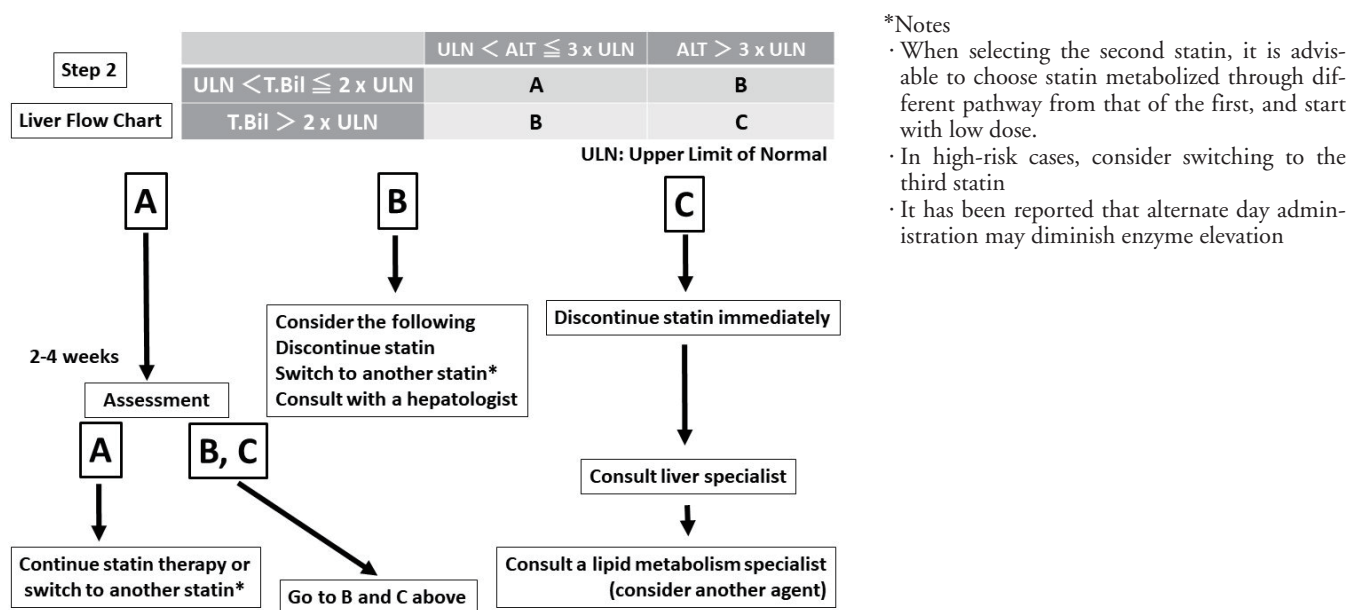 Step 2
Liver Flow Chart
ULN < ALT ≦ 3 x ULN ALT > 3 x ULN
ULN <T.Bil ≦ 2 x ULN A B
T.Bil > 2 x ULN B C
ULN: Upper Limit of Normal
A
B
C
2-4 weeks
Assessment
A
B, C
Continue statin therapy or
switch to another statin*
Go to B and C above
Consider the following
Discontinue statin
Switch to another statin*
Consult with a hepatologist
Discontinue statin immediately
Consult liver specialist
Consult a lipid metabolism specialist
(consider another agent)
*Notes
· When selecting the second statin, it is advis-
able to choose statin metabolized through dif-
ferent pathway from that of the first, and start
with low dose.
· In high-risk cases, consider switching to the
third statin
· It has been reported that alternate day admin-
istration may diminish enzyme elevation